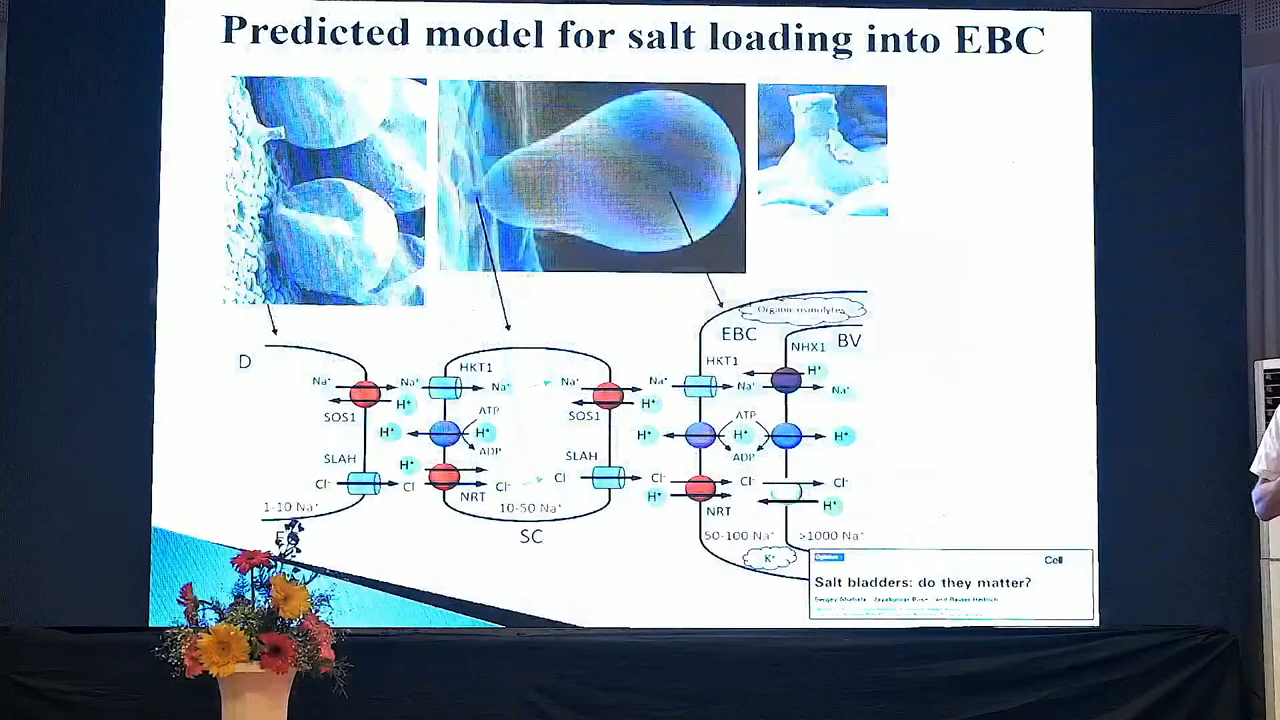 Predicted model for salt loading into EBC
Organic osmolytes
EBC
BV
NHX1
D
HKT1
HKT1
H⁺
Na⁺
Na⁺
Na⁺
Na⁺
Na⁺
Na⁺
Na⁺
H⁺
H⁺
SOS1
SOS1
ATP
ATP
H⁺
H⁺
H⁺
H⁺
H⁺
ADP
ADP
SLAH
SLAH
H⁺
Cl⁻
Cl
Cl⁻
Cl
Cl⁻
Cl⁻
Cl⁻
H⁺
H⁺
NRT
NRT
1-10 Na⁺
10-50 Na⁺
50-100 Na⁺
>1000 Na⁺
SC
K⁺
Opinion
Cell
Salt bladders: do they matter?